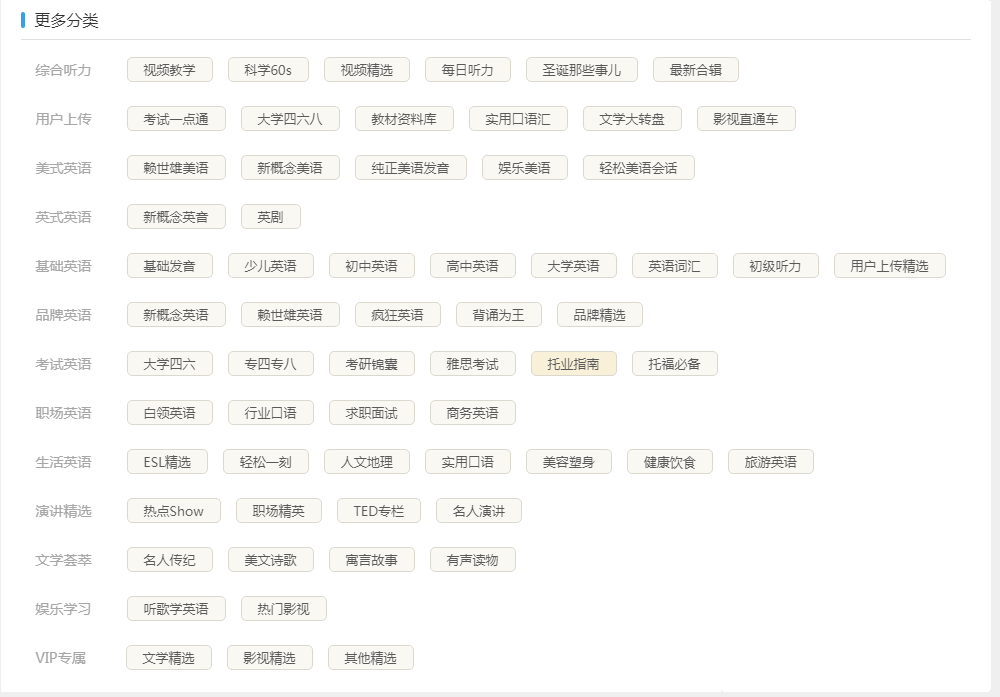 更多分类
综合听力 视频教学 科学60s 视频精选 每日听力 圣诞那些事儿 最新合辑
用户上传 考试一点通 大学四六八 教材资料库 实用口语汇 文学大转盘 影视直通车
美式英语 赖世雄美语 新概念美语 纯正美语发音 娱乐美语 轻松美语会话
英式英语 新概念英音 英剧
基础英语 基础发音 少儿英语 初中英语 高中英语 大学英语 英语词汇 初级听力 用户上传精选
品牌英语 新概念英语 赖世雄英语 疯狂英语 背诵为王 品牌精选
考试英语 大学四六 专四专八 考研锦囊 雅思考试 托业指南 托福必备
职场英语 白领英语 行业口语 求职面试 商务英语
生活英语 ESL精选 轻松一刻 人文地理 实用口语 美容塑身 健康饮食 旅游英语
演讲精选 热点Show 职场精英 TED专栏 名人演讲
文学荟萃 名人传纪 美文诗歌 寓言故事 有声读物
娱乐学习 听歌学英语 热门影视
VIP专属 文学精选 影视精选 其他精选